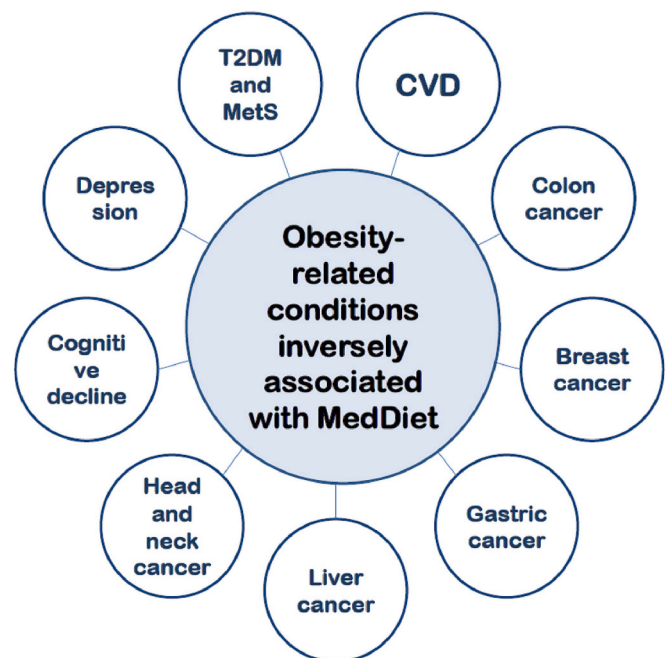 T2DM
and
MetS
CVD
Depres
sion
Colon
cancer
Obesity-
related
conditions
inversely
associated
with MedDiet
Cogniti
ve
decline
Breast
cancer
Head
and
neck
cancer
Gastric
cancer
Liver
cancer